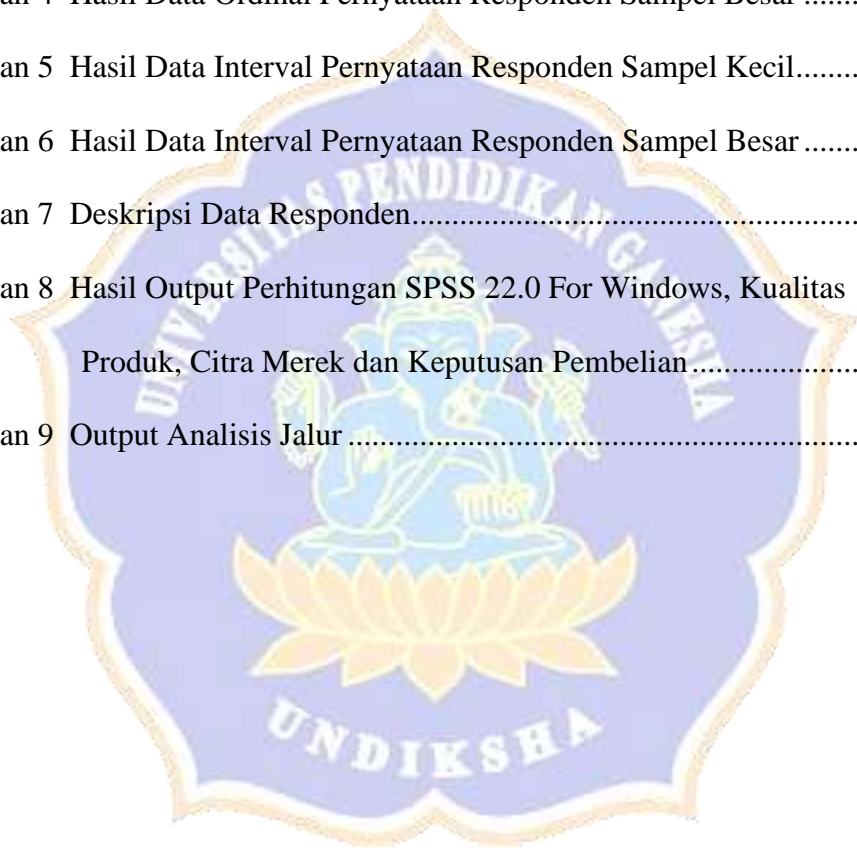 an 4 Hasil Data Ordinal Pernyataan Responden Sampel Besar ........
an 5 Hasil Data Interval Pernyataan Responden Sampel Kecil........
an 6 Hasil Data Interval Pernyataan Responden Sampel Besar .......
an 7 Deskripsi Data Responden.........................................................
an 8 Hasil Output Perhitungan SPSS 22.0 For Windows, Kualitas
Produk, Citra Merek dan Keputusan Pembelian.....................
an 9 Output Analisis Jalur .................................................................
UNIVERSITAS PENDIDIKAN GANESHA
UNDIKSHA